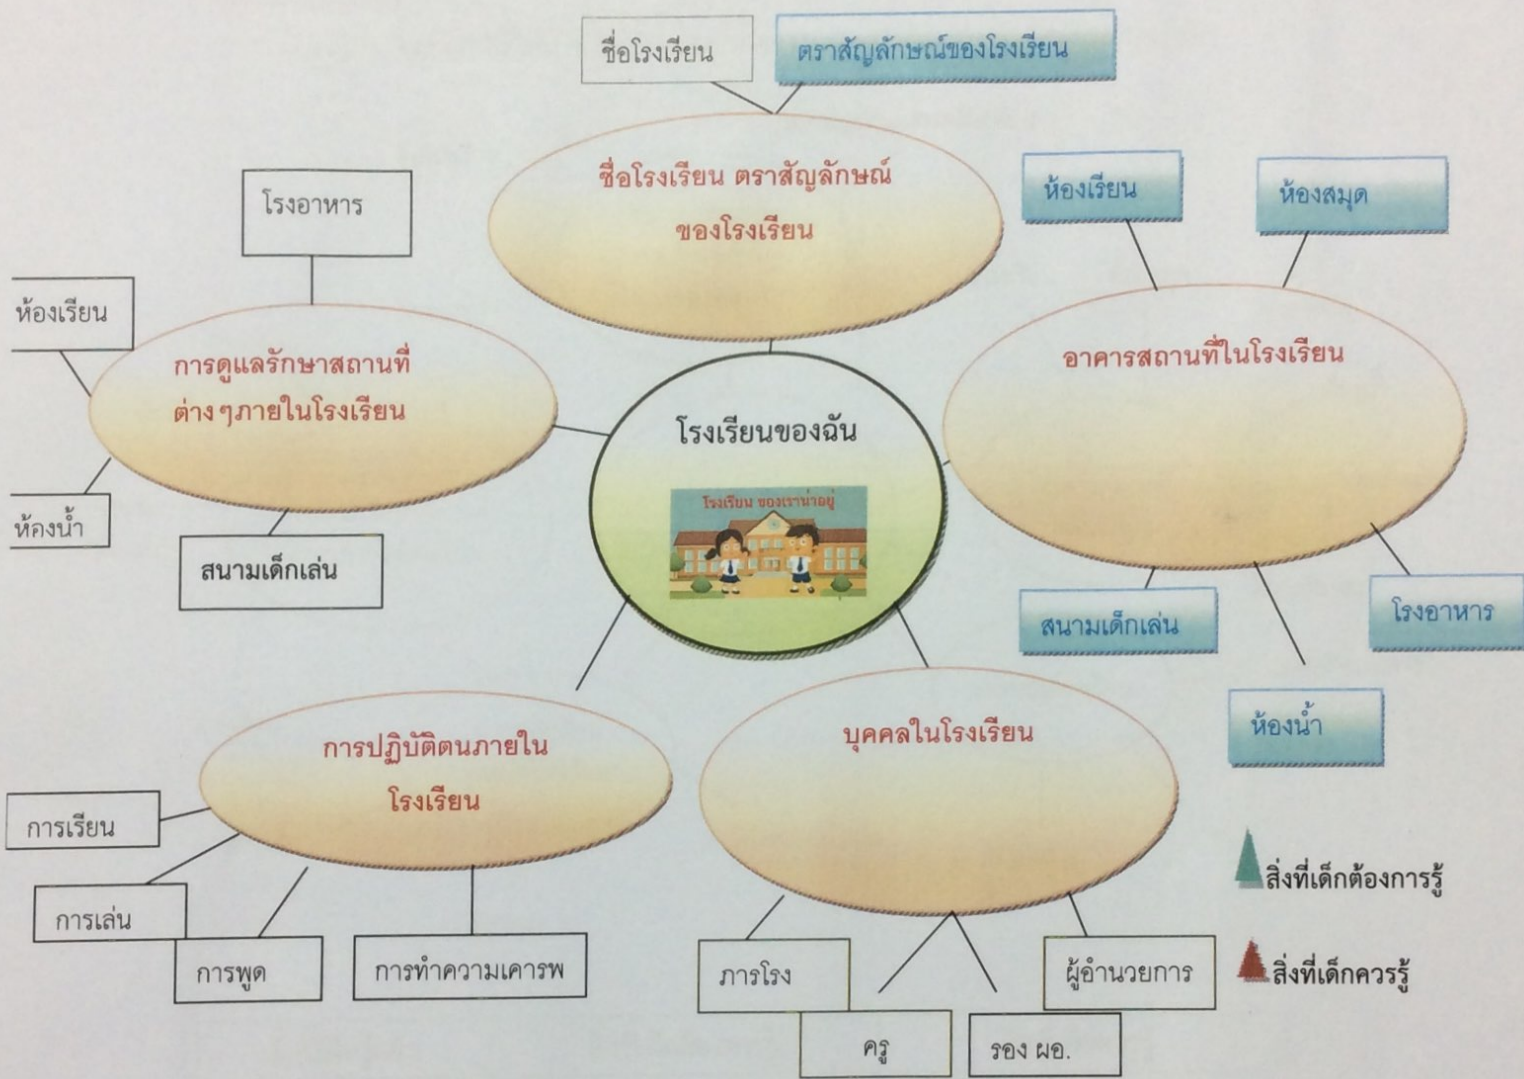 ชื่อโรงเรียน
ตราสัญลักษณ์ของโรงเรียน
ชื่อโรงเรียน ตราสัญลักษณ์
ของโรงเรียน
ห้องเรียน
ห้องสมุด
โรงอาหาร
ห้องเรียน
การดูแลรักษาสถานที่
ต่างๆภายในโรงเรียน
อาคารสถานที่ในโรงเรียน
โรงเรียนของฉัน
โรงเรียน ของเราน่าอยู่
ห้องน้ำ
สนามเด็กเล่น
สนามเด็กเล่น
โรงอาหาร
ห้องน้ำ
การปฏิบัติตนภายใน
โรงเรียน
บุคคลในโรงเรียน
การเรียน
การเล่น
การพูด
การทำความเคารพ
ภารโรง
ครู
รอง ผอ.
ผู้อำนวยการ
สิ่งที่เด็กต้องการรู้
สิ่งที่เด็กควรรู้